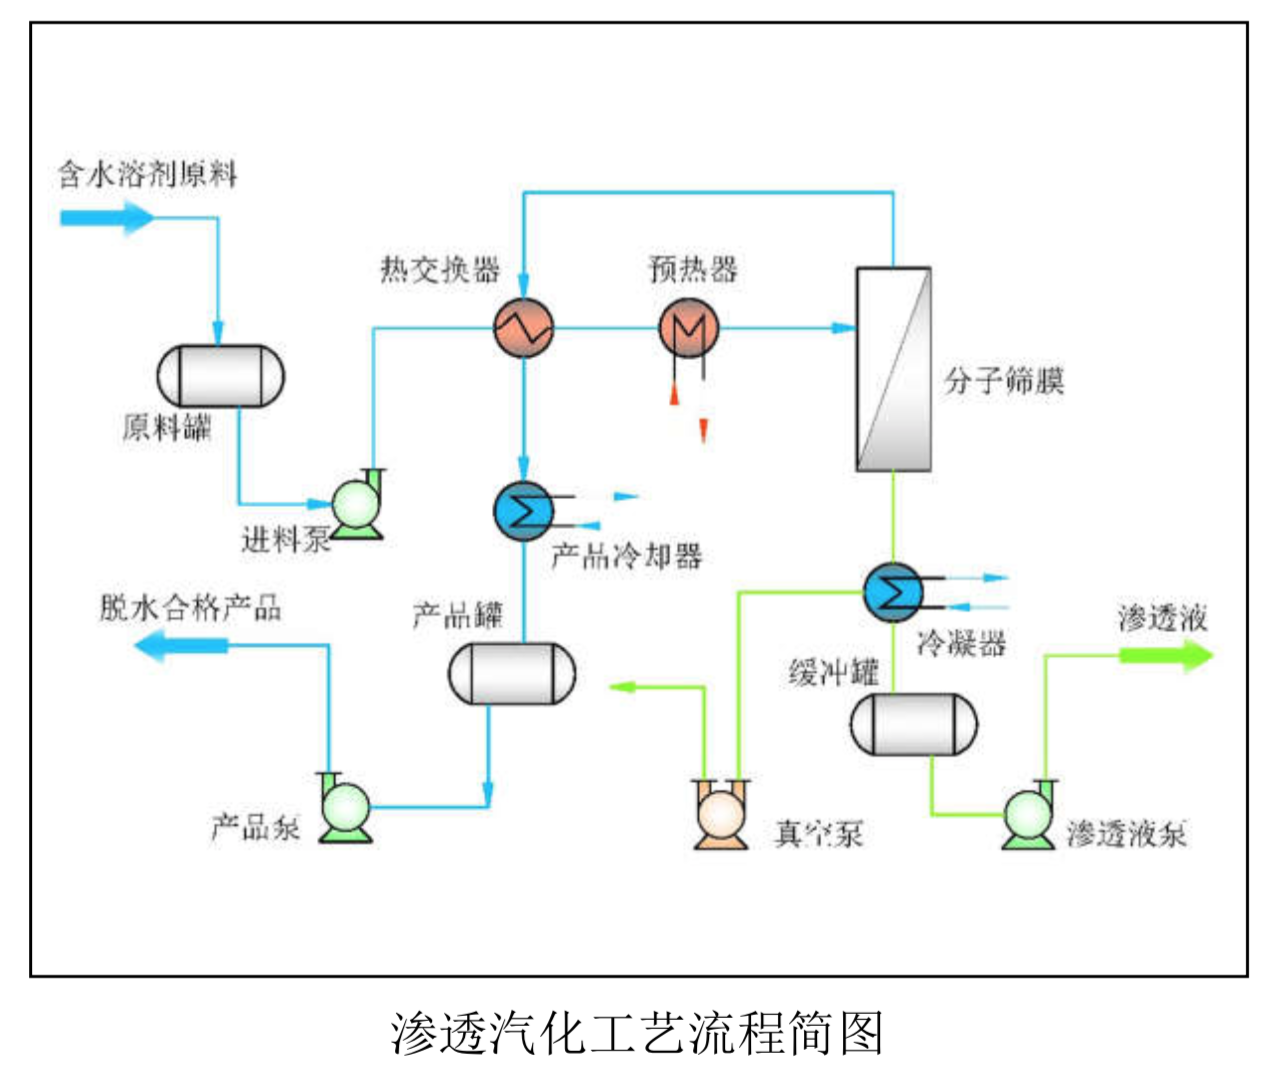 含水溶剂原料
热交换器
预热器
分子筛膜
原料罐
进料泵
产品冷却器
脱水合格产品
产品罐
冷凝器
渗透液
缓冲罐
产品泵
真空泵
渗透液泵
渗透汽化工艺流程简图